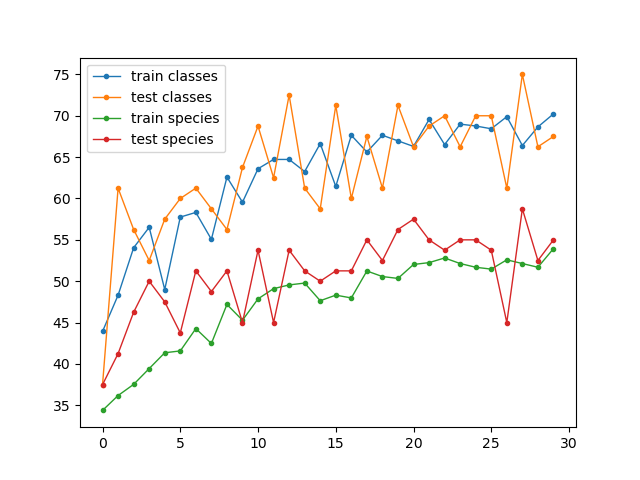 train classes
test classes
train species
test species
75
70
65
60
55
50
45
40
35
0 5 10 15 20 25 30